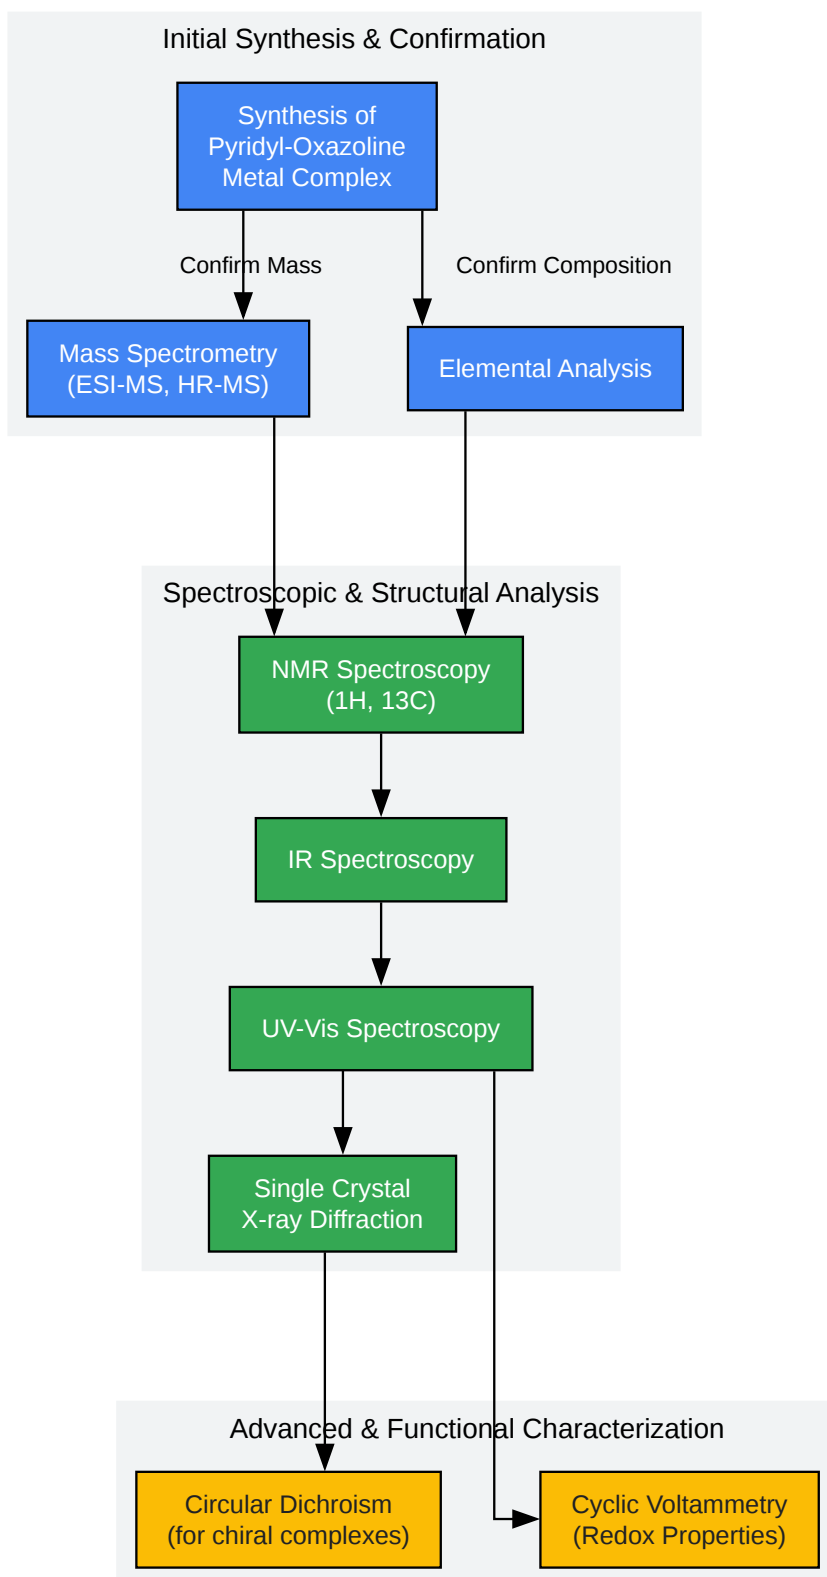 Initial Synthesis & Confirmation
Synthesis of
Pyridyl-Oxazoline
Metal Complex
Confirm Mass
Confirm Composition
Mass Spectrometry
(ESI-MS, HR-MS)
Elemental Analysis
Spectroscopic & Structural Analysis
NMR Spectroscopy
(1H, 13C)
IR Spectroscopy
UV-Vis Spectroscopy
Single Crystal
X-ray Diffraction
Advanced & Functional Characterization
Circular Dichroism
(for chiral complexes)
Cyclic Voltammetry
(Redox Properties)